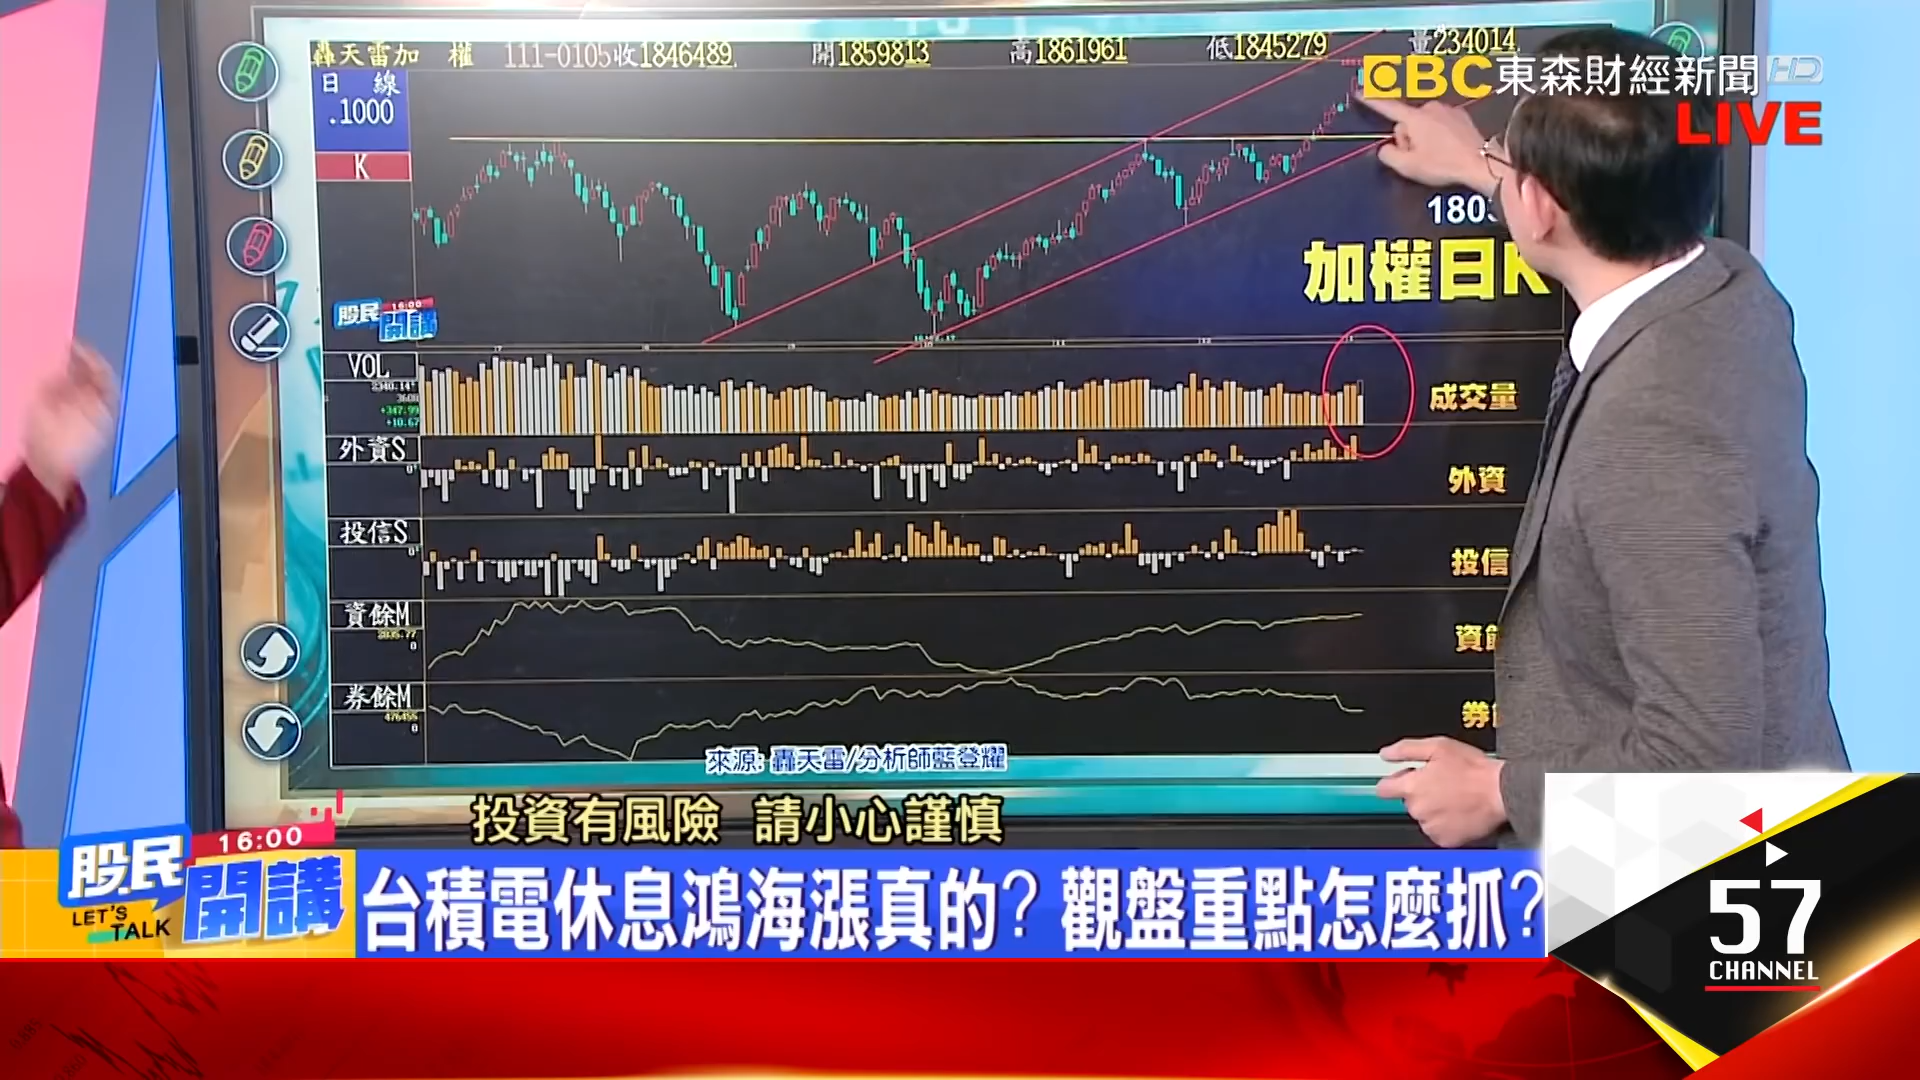 轟天雷加 權 111-0105收1846489. 開1859813 高1861961 低1845279 量234014.
EBC東森財經新聞HD
LIVE
日 線
.1000
K
加權日K
股民 16:00
開講
VOL
成交量
外資S
外資
投信S
投信
資餘M
資
券餘M
券
來源: 轟天雷/分析師藍登耀
投資有風險 請小心謹慎
股民 16:00
開講
LET'S
TALK
台積電休息鴻海漲真的? 觀盤重點怎麼抓?
57
CHANNEL